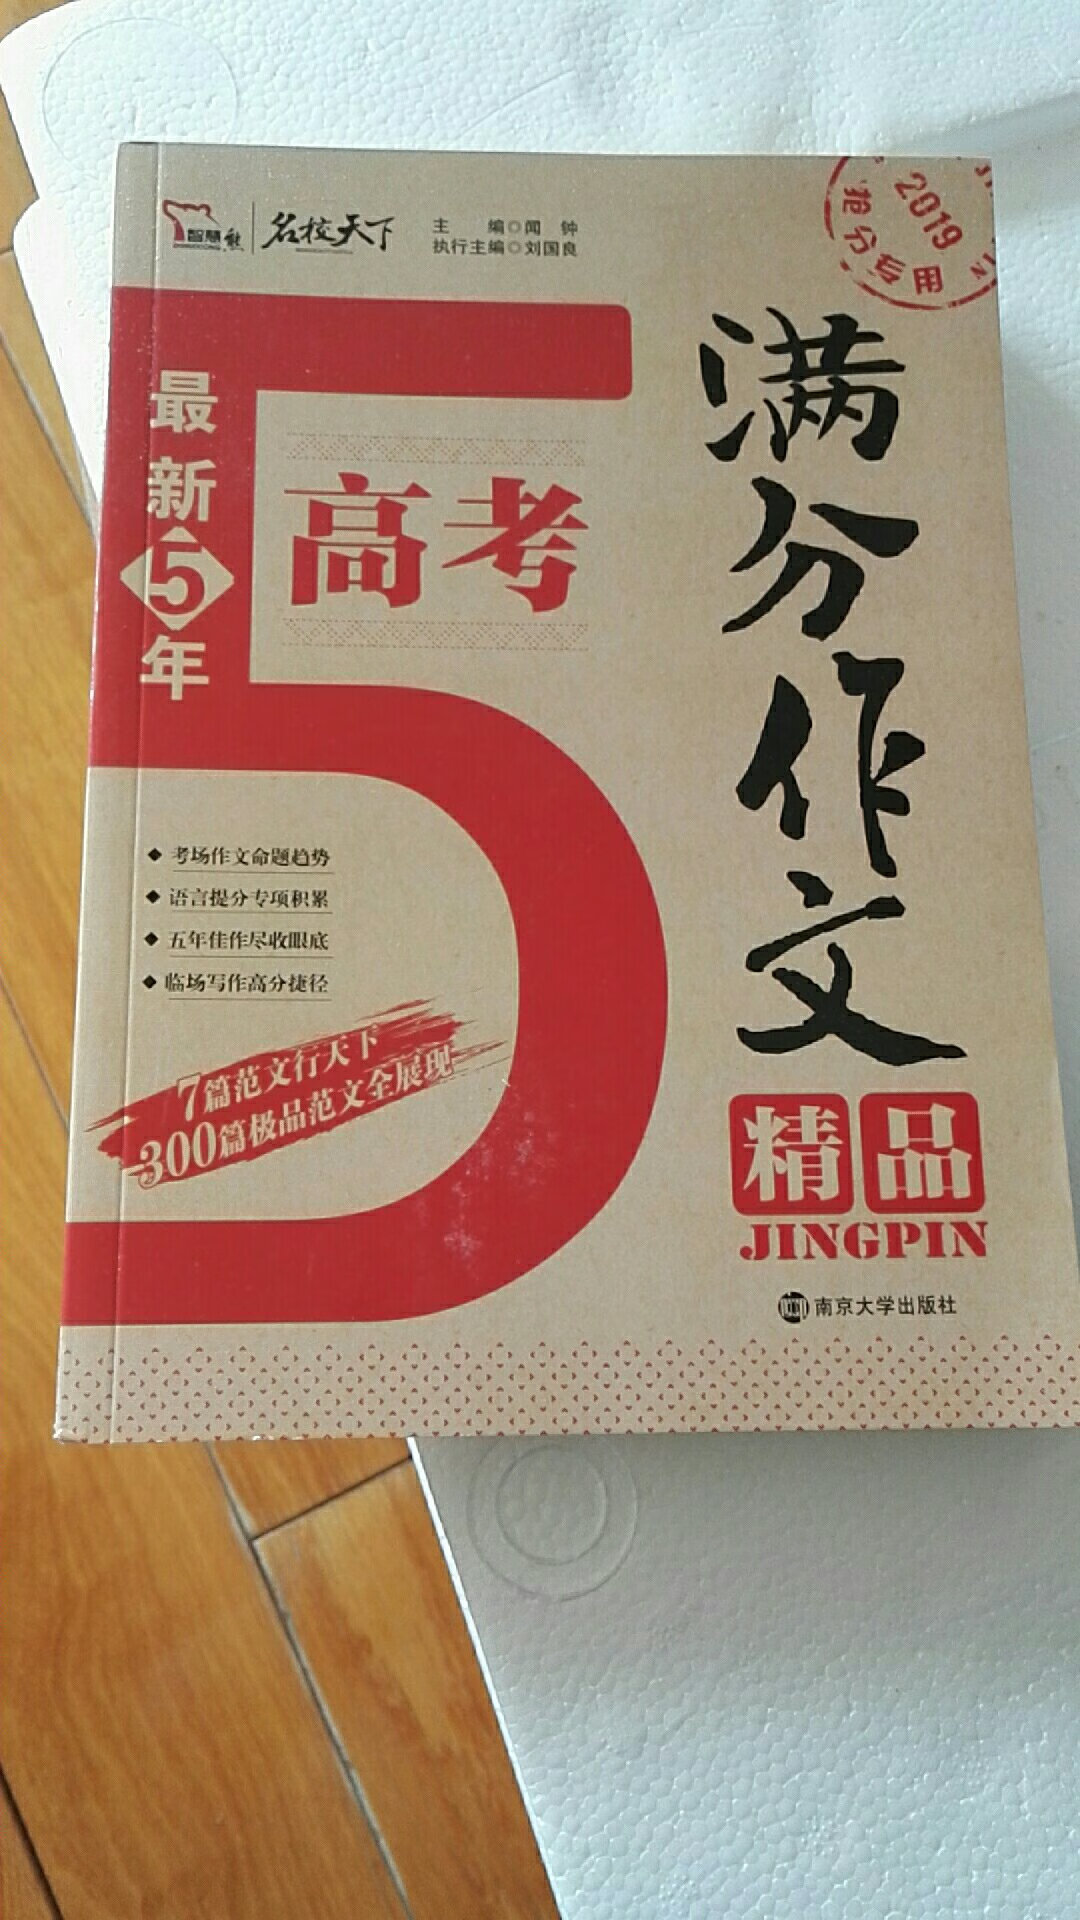 智慧熊
名校天下
主 编◎闻 钟
执行主编◎刘国良
2019
抢分专用
最新5年
高考
满分作文
精品
JINGPIN
◆ 考场作文命题趋势
◆ 语言提分专项积累
◆ 五年佳作尽收眼底
◆ 临场写作高分捷径
7篇范文行天下
300篇极品范文全展现
南京大学出版社